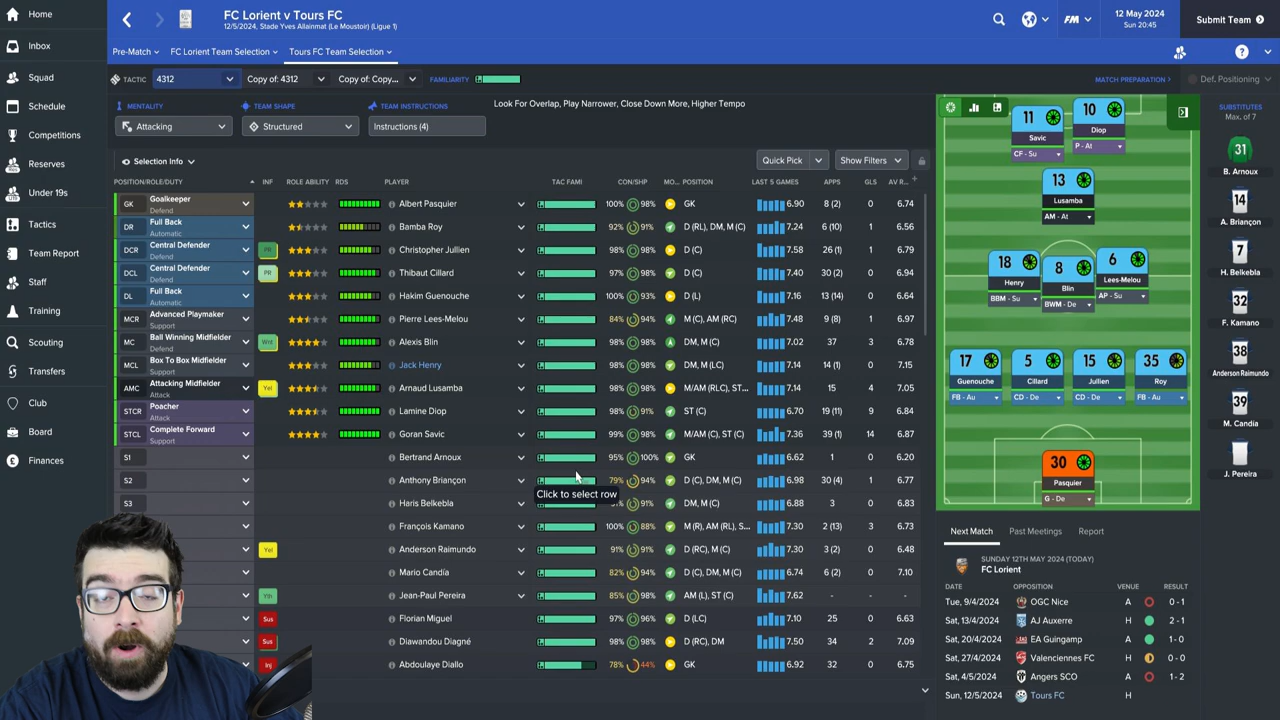 Home
Inbox
Squad
Schedule
Competitions
Reserves
Under 19s
Tactics
Team Report
Staff
Training
Scouting
Transfers
Club
Board
Finances
FC Lorient v Tours FC
12/5/2024, Stade Yves Allainmat (Le Moustoir) (Ligue 1)
FM
12 May 2024
Sun 20:45
Submit Team
Pre-Match FC Lorient Team Selection Tours FC Team Selection
TACTIC 4312 Copy of: 4312 Copy of: Copy... FAMILIARITY
MATCH PREPARATION > Def. Positioning
MENTALITY TEAM SHAPE TEAM INSTRUCTIONS
Look For Overlap, Play Narrower, Close Down More, Higher Tempo
Attacking Structured Instructions (4)
Selection Info Quick Pick Show Filters
POSITION/ROLE/DUTY INF ROLE ABILITY RDS PLAYER TAC FAMI CON/SHP MO... POSITION LAST 5 GAMES APPS GLS AV R...
GK Goalkeeper Defend Albert Pasquier 100% 98% GK 6.90 8 (2) 0 6.74
DR Full Back Automatic Bamba Roy 92% 91% D (RL), DM, M (C) 7.24 6 (10) 1 6.56
DCR Central Defender Defend PR Christopher Jullien 98% 98% D (C) 7.58 26 (1) 1 6.79
DCL Central Defender Defend PR Thibaut Cillard 97% 98% D (C) 7.40 30 (2) 0 6.94
DL Full Back Automatic Hakim Guenouche 100% 93% D (L) 7.16 13 (14) 0 6.64
MCR Advanced Playmaker Support Pierre Lees-Melou 84% 94% M (C), AM (RC) 7.48 9 (8) 1 6.97
MC Ball Winning Midfielder Defend Wnt Alexis Blin 98% 98% DM, M (C) 7.02 37 3 6.78
MCL Box To Box Midfielder Support Jack Henry 98% 98% DM, M (LC) 7.14 14 (1) 0 7.15
AMC Attacking Midfielder Attack Yel Arnaud Lusamba 98% 98% M/AM (RLC), ST... 7.14 15 4 7.05
STCR Poacher Attack Lamine Diop 98% 91% ST (C) 6.70 19 (11) 9 6.84
STCL Complete Forward Support Goran Savic 99% 98% M/AM (C), ST (C) 7.36 39 (1) 14 6.87
S1 Bertrand Arnoux 95% 100% GK 6.62 1 0 6.20
S2 Anthony Briançon 79% 94% D (C), DM, M (C) 6.98 30 (4) 1 6.77
Click to select row
S3 Haris Belkebla 91% DM, M (C) 6.88 3 0 6.83
François Kamano 100% 88% M (R), AM (RL), S... 7.30 2 (13) 3 6.73
Yel Anderson Raimundo 91% 91% D (RC), M (C) 7.30 3 (2) 0 6.48
Mario Candía 82% 94% D (C), DM, M (C) 6.74 6 (2) 0 7.10
Yth Jean-Paul Pereira 85% 98% AM (L), ST (C) 7.62 - - -
Sus Florian Miguel 97% 96% D (LC) 7.10 25 0 6.63
Sus Diawandou Diagné 98% 98% D (RC), DM 7.50 34 2 7.09
Inj Abdoulaye Diallo 78% 44% GK 6.92 32 0 6.75
11 Savic CF - Su
10 Diop P - At
13 Lusamba AM - At
18 Henry BBM - Su
8 Blin BWM - De
6 Lees-Melou AP - Su
17 Guenouche FB - Au
5 Cillard CD - De
15 Jullien CD - De
35 Roy FB - Au
30 Pasquier G - De
SUBSTITUTES
Max. of 7
31
B. Arnoux
14
A. Briançon
7
H. Belkebla
32
F. Kamano
38
Anderson Raimundo
39
M. Candía
J. Pereira
Next Match Past Meetings Report
SUNDAY 12TH MAY 2024 (TODAY)
FC Lorient
DATE OPPOSITION VENUE RESULT
Tue, 9/4/2024 OGC Nice A 0 - 1
Sat, 13/4/2024 AJ Auxerre H 2 - 1
Sat, 20/4/2024 EA Guingamp A 1 - 0
Sat, 27/4/2024 Valenciennes FC H 0 - 0
Sat, 4/5/2024 Angers SCO A 1 - 2
Sun, 12/5/2024 Tours FC H